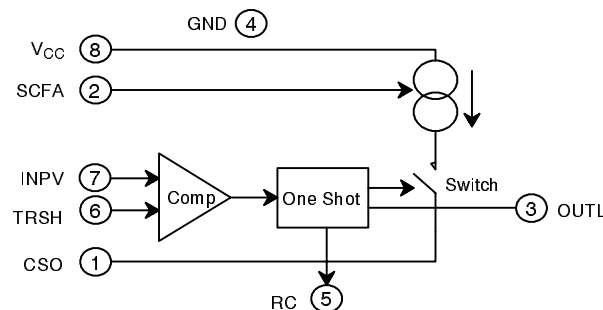 GND 4
VCC 8
SCFA 2
INPV 7
TRSH 6
Comp
One Shot
Switch
3 OUTL
CSO 1
RC 5